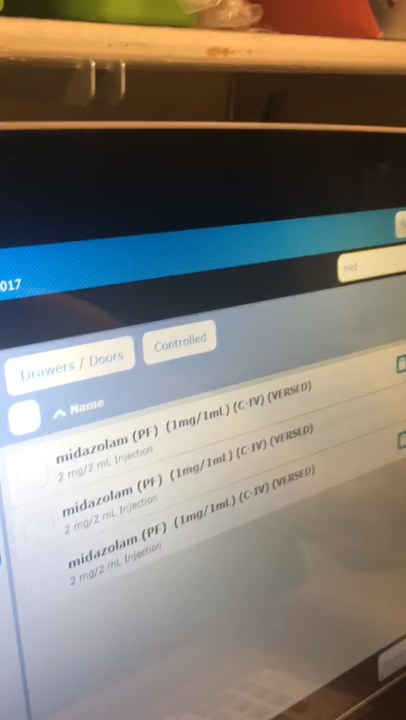 017
mid
Drawers / Doors
Controlled
Name
midazolam (PF) (1mg/1mL) (C-IV) (VERSED)
2 mg/2 mL Injection
midazolam (PF) (1mg/1mL) (C-IV) (VERSED)
2 mg/2 mL Injection
midazolam (PF) (1mg/1mL) (C-IV) (VERSED)
2 mg/2 mL Injection